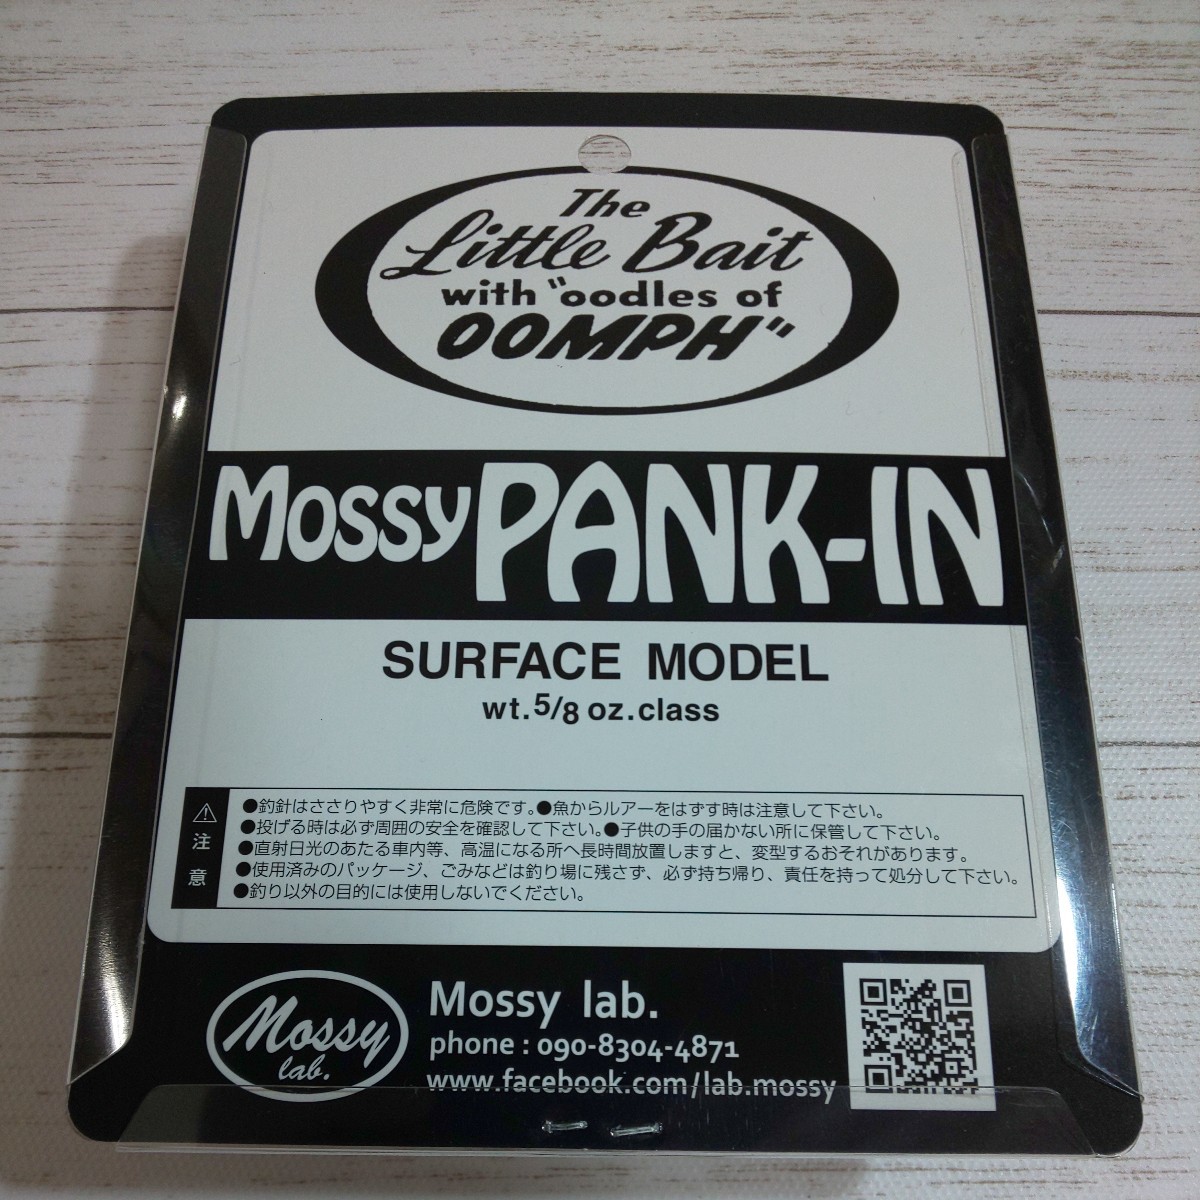 The
Little Bait
with "oodles of
OOMPH"
Mossy PANK-IN
SURFACE MODEL
wt. 5/8 oz.class
⚠注意
●釣針はささりやすく非常に危険です。●魚からルアーをはずす時は注意して下さい。
●投げる時は必ず周囲の安全を確認して下さい。●子供の手の届かない所に保管して下さい。
●直射日光のあたる車内等、高温になる所へ長時間放置しますと、変型するおそれがあります。
●使用済みのパッケージ、ごみなどは釣り場に残さず、必ず持ち帰り、責任を持って処分して下さい。
●釣り以外の目的には使用しないでください。
Mossy
lab.
Mossy lab.
phone : 090-8304-4871
www.facebook.com/lab.mossy